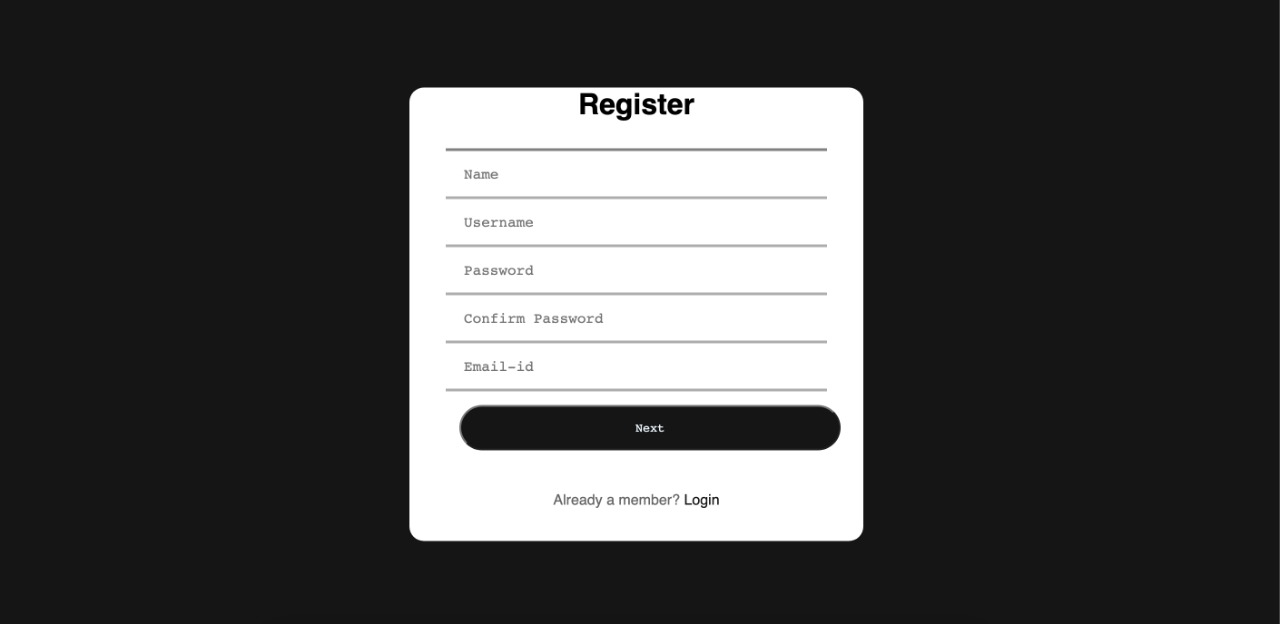 Register
Name
Username
Password
Confirm Password
Email-id
Next
Already a member? Login